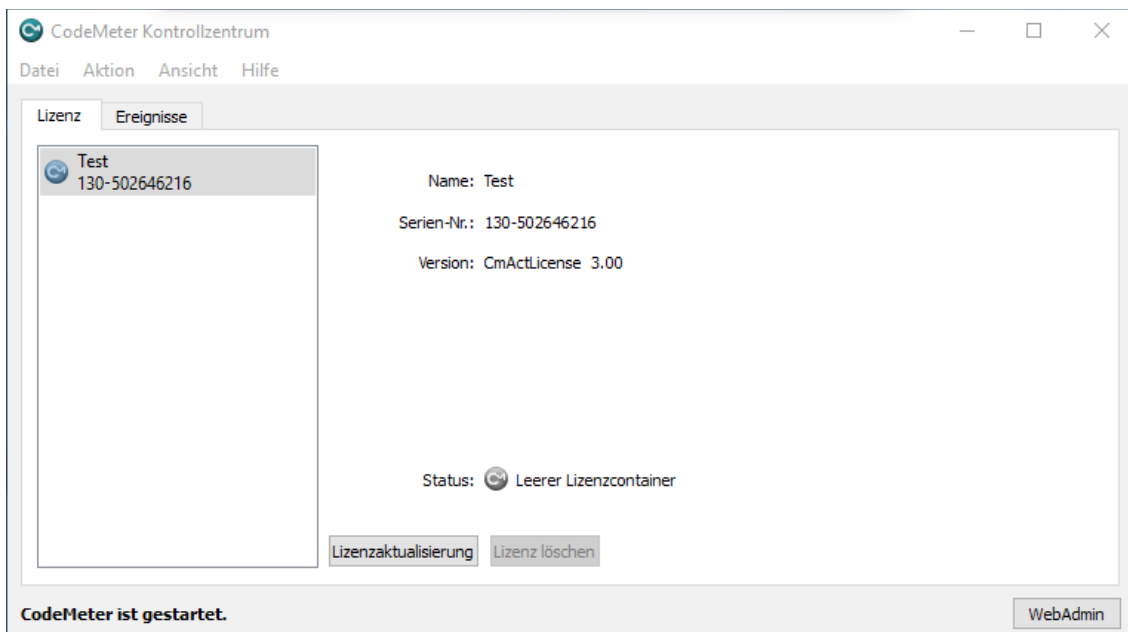 CodeMeter Kontrollzentrum
Datei Aktion Ansicht Hilfe
Lizenz Ereignisse
Test
130-502646216
Name: Test
Serien-Nr.: 130-502646216
Version: CmActLicense 3.00
Status: Leerer Lizenzcontainer
Lizenzaktualisierung Lizenz löschen
CodeMeter ist gestartet. WebAdmin